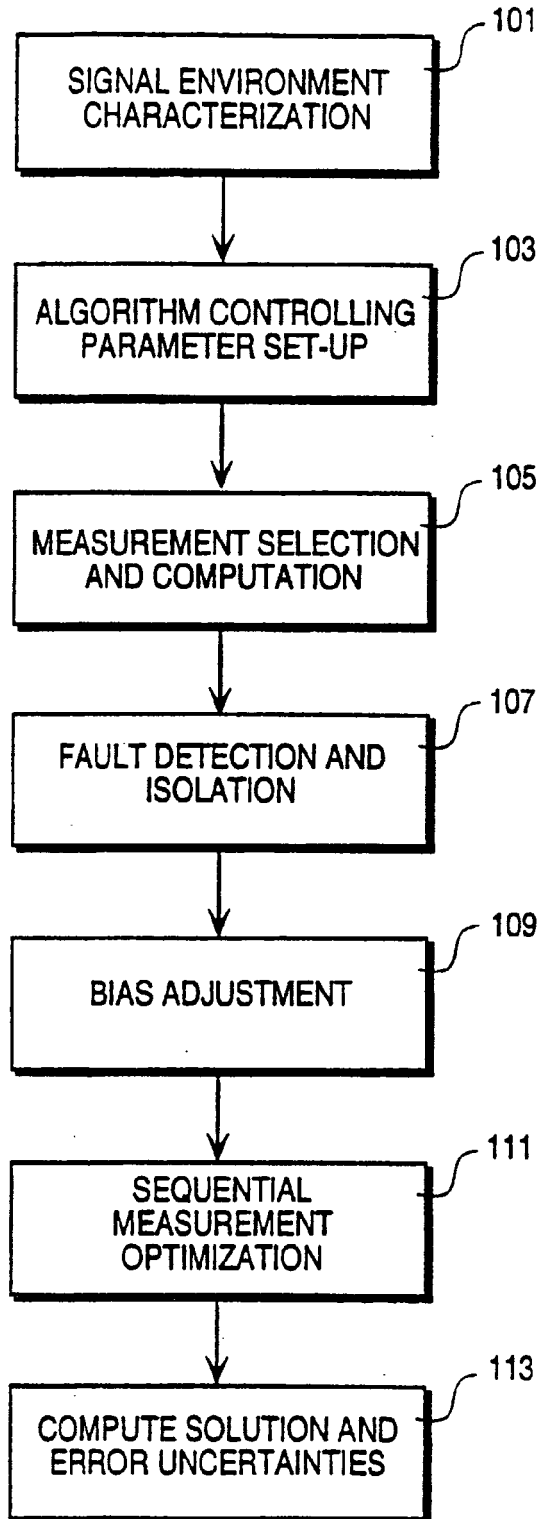 101
SIGNAL ENVIRONMENT
CHARACTERIZATION
103
ALGORITHM CONTROLLING
PARAMETER SET-UP
105
MEASUREMENT SELECTION
AND COMPUTATION
107
FAULT DETECTION AND
ISOLATION
109
BIAS ADJUSTMENT
111
SEQUENTIAL
MEASUREMENT
OPTIMIZATION
113
COMPUTE SOLUTION AND
ERROR UNCERTAINTIES